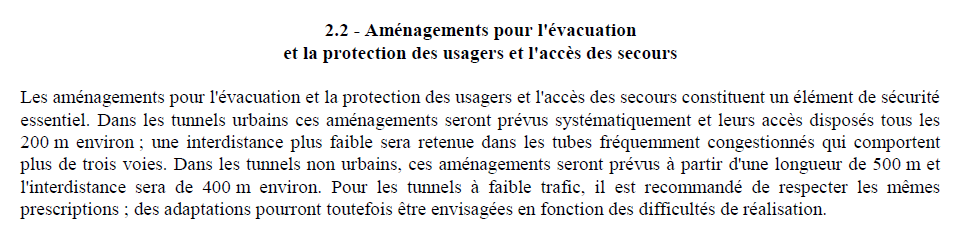 2.2 - Aménagements pour l'évacuation
et la protection des usagers et l'accès des secours
Les aménagements pour l'évacuation et la protection des usagers et l'accès des secours constituent un élément de sécurité
essentiel. Dans les tunnels urbains ces aménagements seront prévus systématiquement et leurs accès disposés tous les
200 m environ ; une interdistance plus faible sera retenue dans les tubes fréquemment congestionnés qui comportent
plus de trois voies. Dans les tunnels non urbains, ces aménagements seront prévus à partir d'une longueur de 500 m et
l'interdistance sera de 400 m environ. Pour les tunnels à faible trafic, il est recommandé de respecter les mêmes
prescriptions ; des adaptations pourront toutefois être envisagées en fonction des difficultés de réalisation.